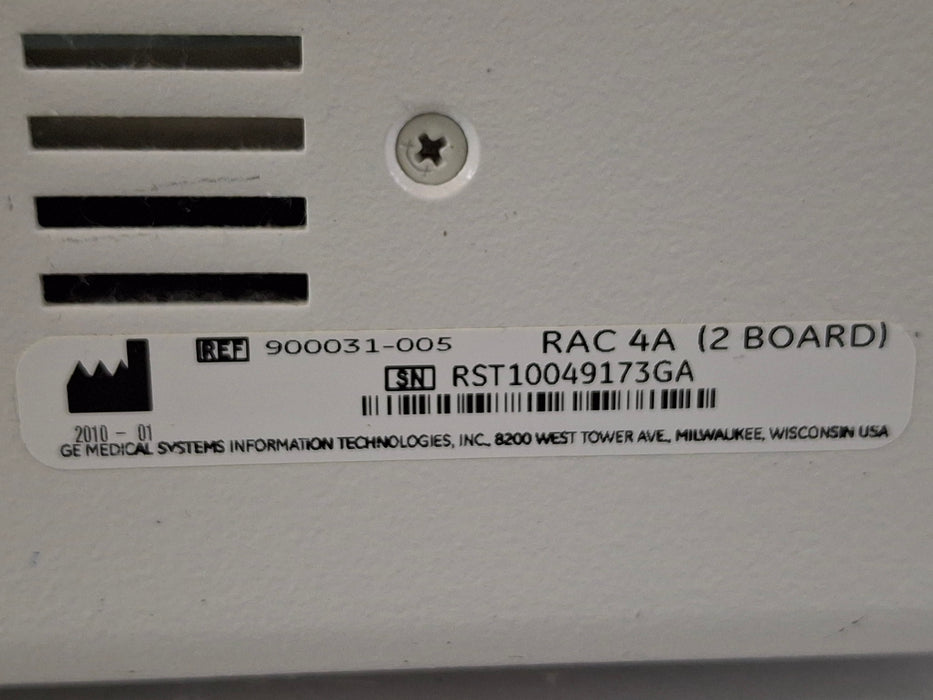 REF 900031-005 RAC 4A (2 BOARD)
SN RST10049173GA
2010 - 01
GE MEDICAL SYSTEMS INFORMATION TECHNOLOGIES, INC., 8200 WEST TOWER AVE., MILWAUKEE, WISCONSIN USA